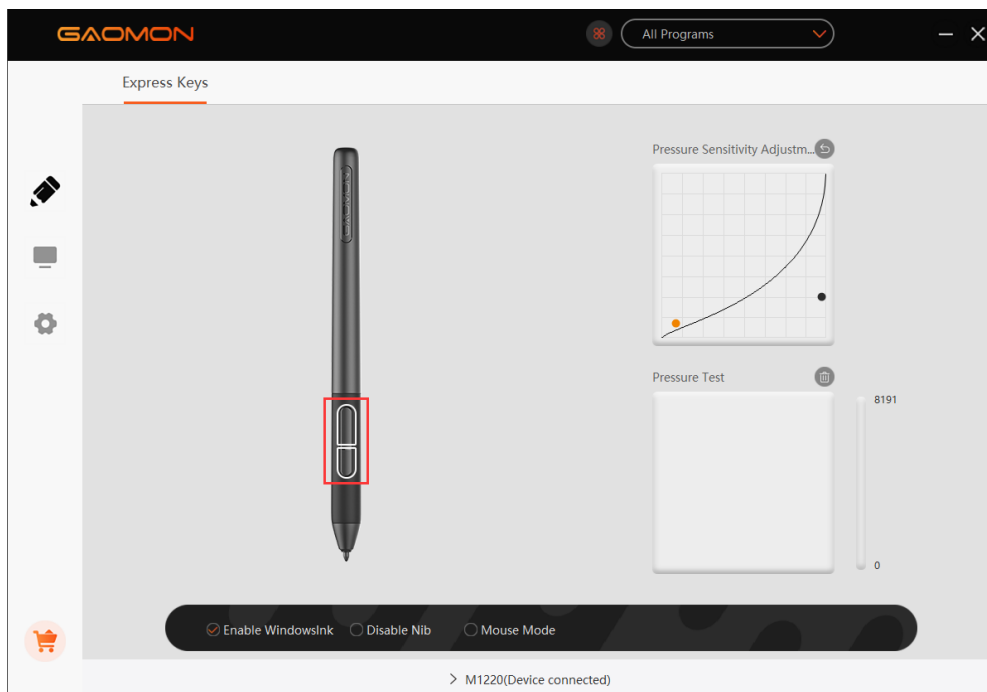 GAOMON
All Programs
Express Keys
Pressure Sensitivity Adjustm...
GAOMON
Pressure Test
8191
0
Enable WindowsInk
Disable Nib
Mouse Mode
M1220(Device connected)